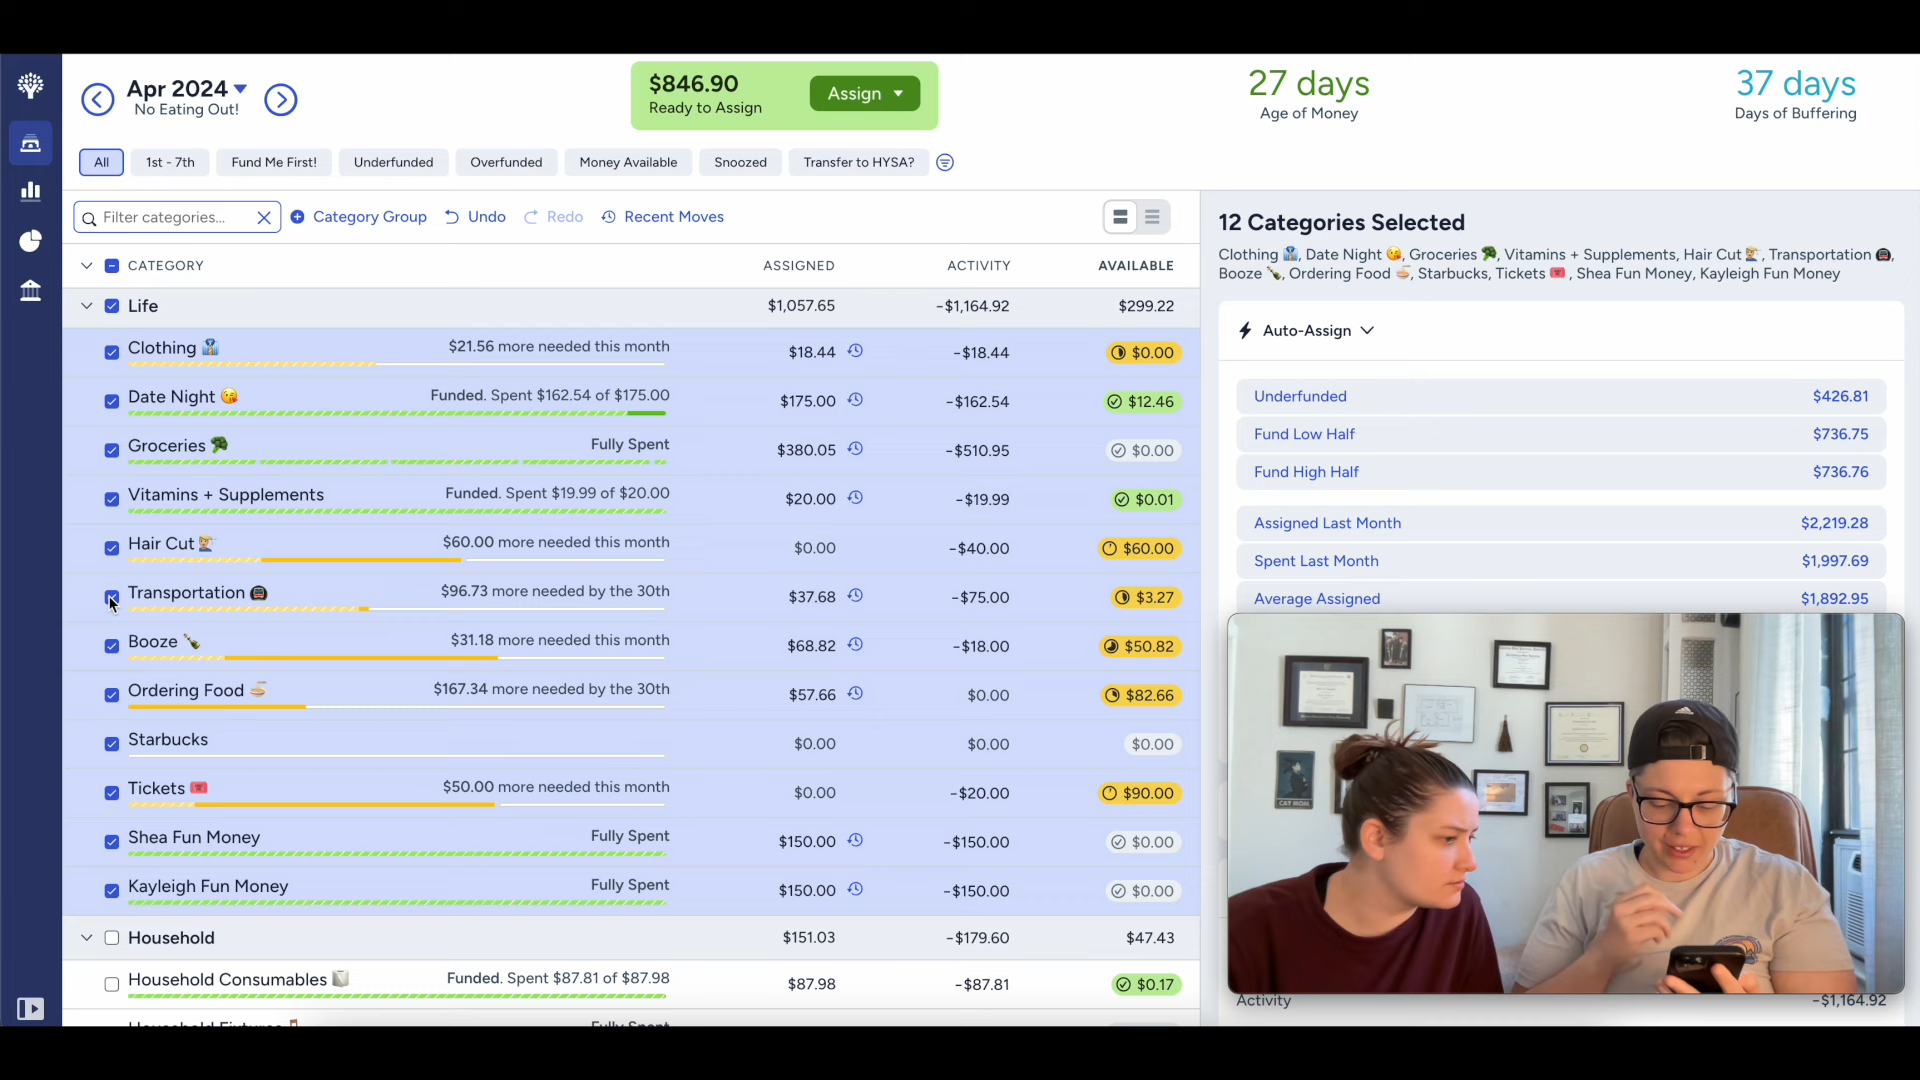 Apr 2024
No Eating Out!
$846.90
Ready to Assign
Assign
27 days
Age of Money
37 days
Days of Buffering
All
1st - 7th
Fund Me First!
Underfunded
Overfunded
Money Available
Snoozed
Transfer to HYSA?
Filter categories...
Category Group
Undo
Redo
Recent Moves
CATEGORY ASSIGNED ACTIVITY AVAILABLE
Life $1,057.65 -$1,164.92 $299.22
Clothing $21.56 more needed this month $18.44 -$18.44 $0.00
Date Night Funded. Spent $162.54 of $175.00 $175.00 -$162.54 $12.46
Groceries Fully Spent $380.05 -$510.95 $0.00
Vitamins + Supplements Funded. Spent $19.99 of $20.00 $20.00 -$19.99 $0.01
Hair Cut $60.00 more needed this month $0.00 -$40.00 $60.00
Transportation $96.73 more needed by the 30th $37.68 -$75.00 $3.27
Booze $31.18 more needed this month $68.82 -$18.00 $50.82
Ordering Food $167.34 more needed by the 30th $57.66 $0.00 $82.66
Starbucks $0.00 $0.00 $0.00
Tickets $50.00 more needed this month $0.00 -$20.00 $90.00
Shea Fun Money Fully Spent $150.00 -$150.00 $0.00
Kayleigh Fun Money Fully Spent $150.00 -$150.00 $0.00
Household $151.03 -$179.60 $47.43
Household Consumables Funded. Spent $87.81 of $87.98 $87.98 -$87.81 $0.17
12 Categories Selected
Clothing, Date Night, Groceries, Vitamins + Supplements, Hair Cut, Transportation,
Booze, Ordering Food, Starbucks, Tickets, Shea Fun Money, Kayleigh Fun Money
Auto-Assign
Underfunded $426.81
Fund Low Half $736.75
Fund High Half $736.76
Assigned Last Month $2,219.28
Spent Last Month $1,997.69
Average Assigned $1,892.95
CAT MOM
Activity -$1,164.92